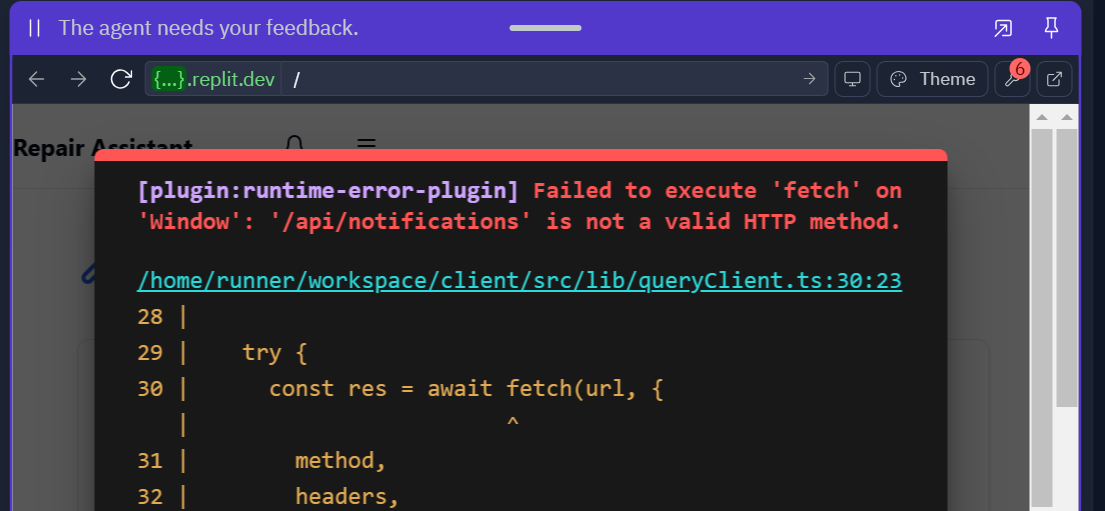 The agent needs your feedback.
{...}.replit.dev /
Theme
6
Repair Assistant
[plugin:runtime-error-plugin] Failed to execute 'fetch' on
'Window': '/api/notifications' is not a valid HTTP method.
/home/runner/workspace/client/src/lib/queryClient.ts:30:23
28 |
29 |    try {
30 |      const res = await fetch(url, {
   |                        ^
31 |        method,
32 |        headers,